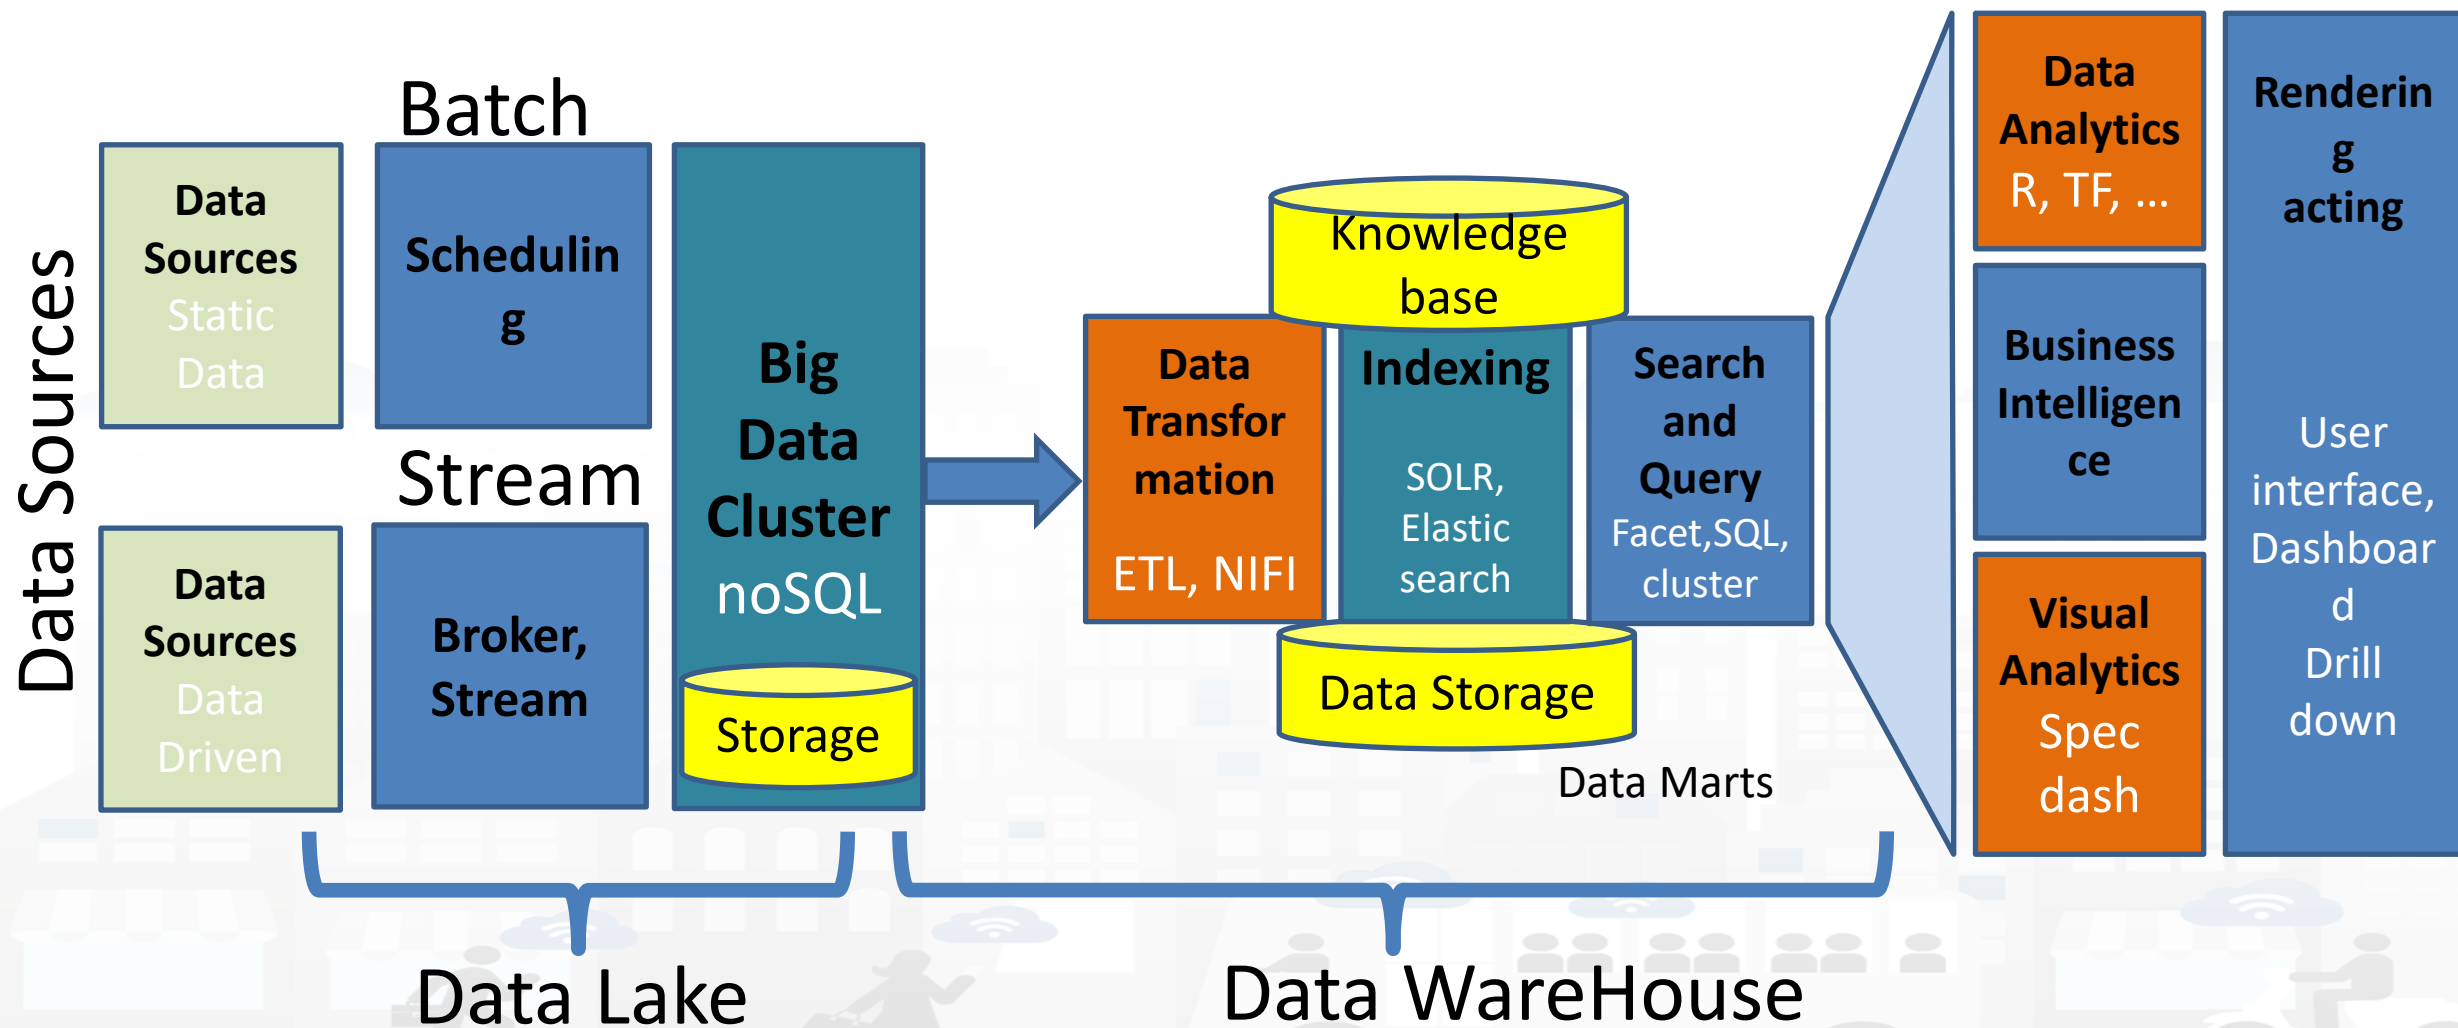 Data Sources
Batch
Data
Sources
Static
Data
Schedulin
g
Stream
Data
Sources
Data
Driven
Broker,
Stream
Big
Data
Cluster
noSQL
Storage
Data
Transfor
mation
ETL, NIFI
Knowledge
base
Indexing
SOLR,
Elastic
search
Data Storage
Search
and
Query
Facet,SQL,
cluster
Data Marts
Data
Analytics
R, TF, ...
Business
Intelligen
ce
Visual
Analytics
Spec
dash
Renderin
g
acting
User
interface,
Dashboar
d
Drill
down
Data Lake
Data WareHouse